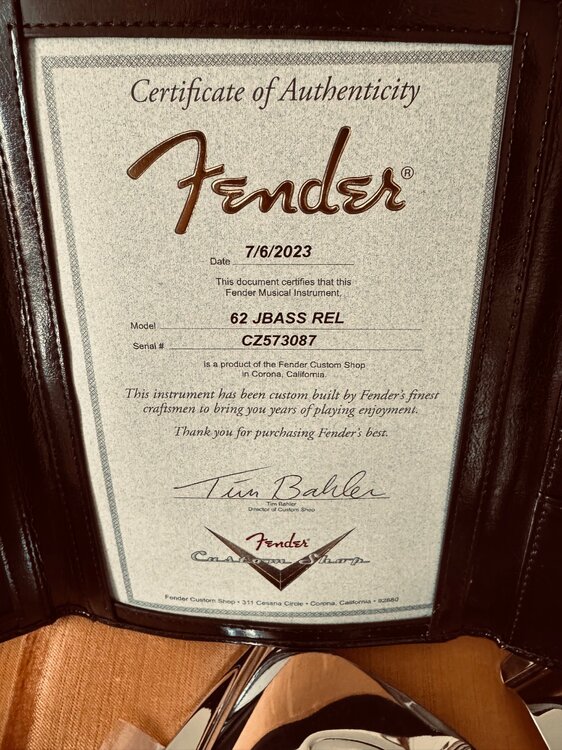 Certificate of Authenticity
Fender®
Date 7/6/2023
This document certifies that this
Fender Musical Instrument,
Model 62 JBASS REL
Serial # CZ573087
is a product of the Fender Custom Shop
in Corona, California.
This instrument has been custom built by Fender's finest
craftsmen to bring you years of playing enjoyment.
Thank you for purchasing Fender's best.
Tim Bahler
Tim Bahler
Director of Custom Shop
Fender
Custom Shop
Fender Custom Shop • 311 Cessna Circle • Corona, California • 92880